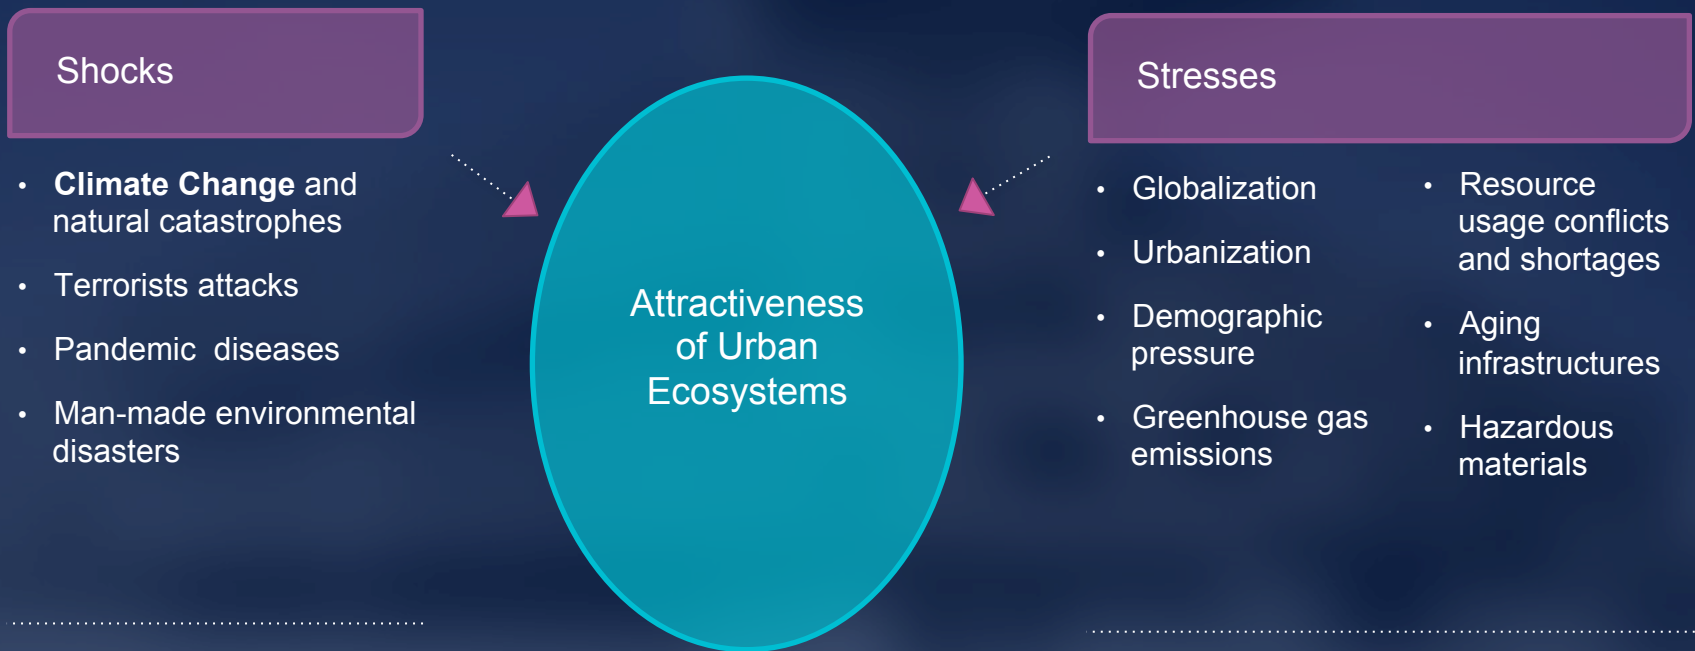 Shocks
• Climate Change and
natural catastrophes
• Terrorists attacks
• Pandemic diseases
• Man-made environmental
disasters
Attractiveness
of Urban
Ecosystems
Stresses
• Globalization
• Urbanization
• Demographic
pressure
• Greenhouse gas
emissions
• Resource
usage conflicts
and shortages
• Aging
infrastructures
• Hazardous
materials